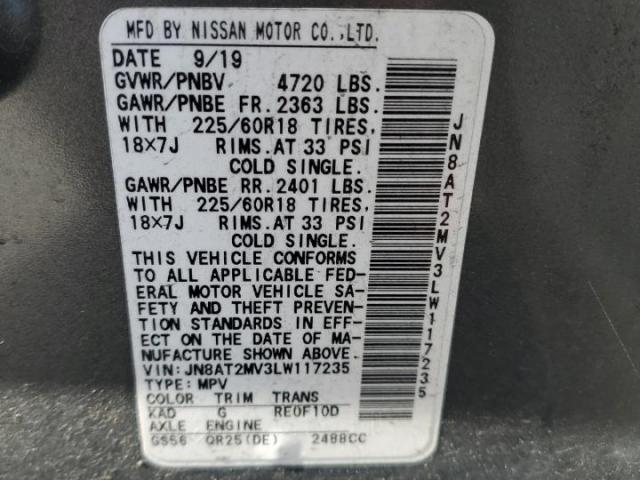 MFD BY NISSAN MOTOR CO.,LTD.
DATE 9/19
GVWR/PNBV 4720 LBS.
GAWR/PNBE FR. 2363 LBS.
WITH 225/60R18 TIRES,
18×7J RIMS. AT 33 PSI
COLD SINGLE.
GAWR/PNBE RR. 2401 LBS.
WITH 225/60R18 TIRES,
18×7J RIMS. AT 33 PSI
COLD SINGLE.
THIS VEHICLE CONFORMS
TO ALL APPLICABLE FED-
ERAL MOTOR VEHICLE SA-
FETY AND THEFT PREVEN-
TION STANDARDS IN EFF-
ECT ON THE DATE OF MA-
NUFACTURE SHOWN ABOVE.
VIN: JN8AT2MV3LW117235
TYPE: MPV
COLOR TRIM TRANS
KAD G RE0F10D
AXLE ENGINE
GS56 QR25(DE) 2488CC
JN8AT2MV3LW117235